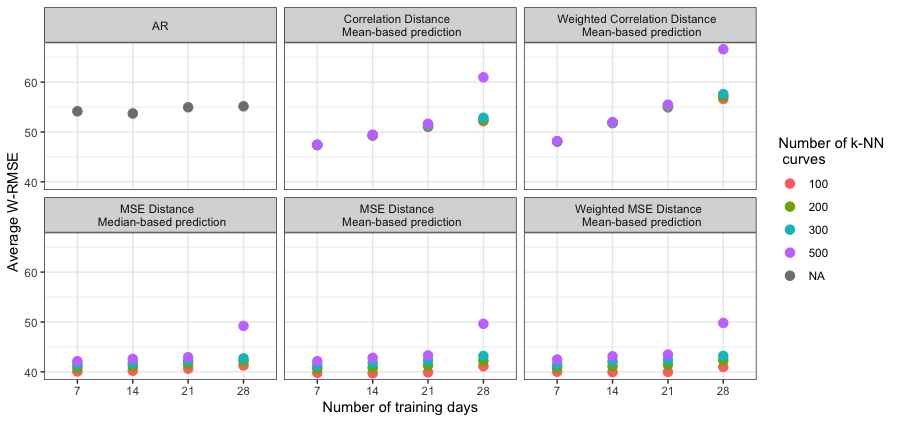 AR
Correlation Distance
Mean-based prediction
Weighted Correlation Distance
Mean-based prediction
60
50
40
MSE Distance
Median-based prediction
MSE Distance
Mean-based prediction
Weighted MSE Distance
Mean-based prediction
60
50
40
7
14
21
28
7
14
21
28
7
14
21
28
Number of training days
Average W-RMSE
Number of k-NN
curves
100
200
300
500
NA